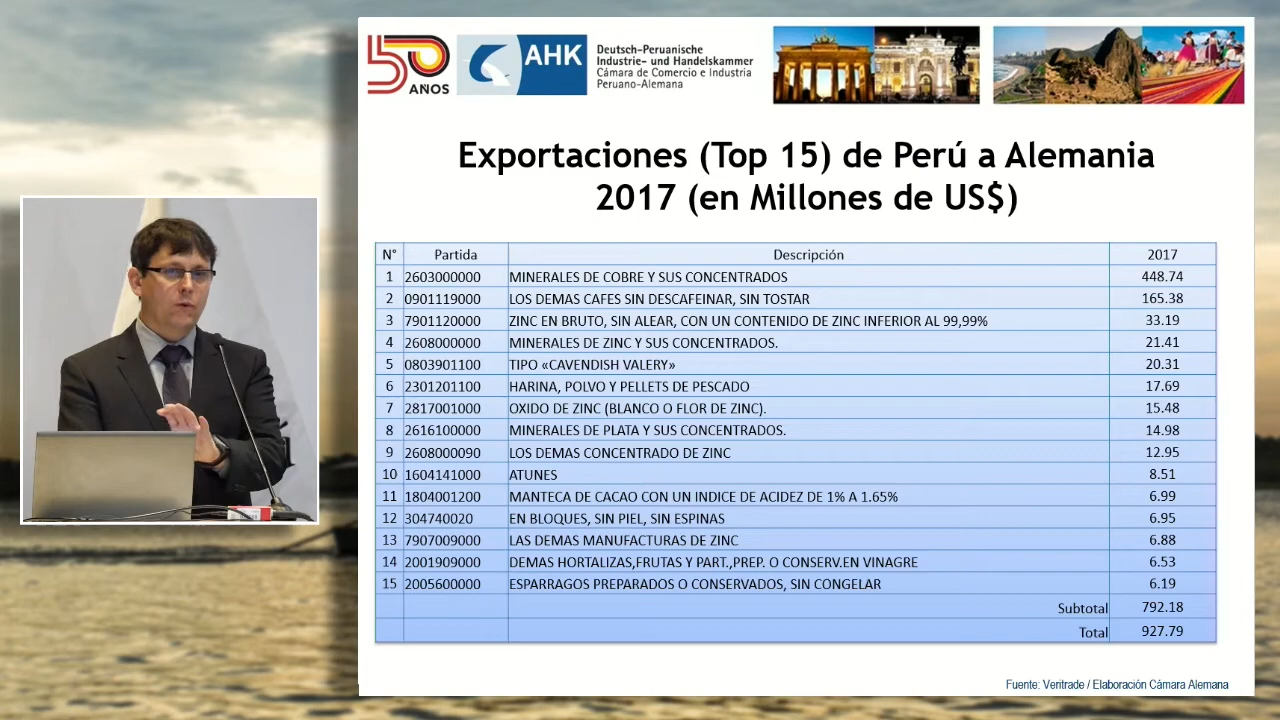 50 AÑOS
AHK
Deutsch-Peruanische
Industrie- und Handelskammer
Cámara de Comercio e Industria
Peruano-Alemana
Exportaciones (Top 15) de Perú a Alemania
2017 (en Millones de US$)
N° Partida Descripción 2017
1 2603000000 MINERALES DE COBRE Y SUS CONCENTRADOS 448.74
2 0901119000 LOS DEMAS CAFES SIN DESCAFEINAR, SIN TOSTAR 165.38
3 7901120000 ZINC EN BRUTO, SIN ALEAR, CON UN CONTENIDO DE ZINC INFERIOR AL 99,99% 33.19
4 2608000000 MINERALES DE ZINC Y SUS CONCENTRADOS. 21.41
5 0803901100 TIPO «CAVENDISH VALERY» 20.31
6 2301201100 HARINA, POLVO Y PELLETS DE PESCADO 17.69
7 2817001000 OXIDO DE ZINC (BLANCO O FLOR DE ZINC). 15.48
8 2616100000 MINERALES DE PLATA Y SUS CONCENTRADOS. 14.98
9 2608000090 LOS DEMAS CONCENTRADO DE ZINC 12.95
10 1604141000 ATUNES 8.51
11 1804001200 MANTECA DE CACAO CON UN INDICE DE ACIDEZ DE 1% A 1.65% 6.99
12 304740020 EN BLOQUES, SIN PIEL, SIN ESPINAS 6.95
13 7907009000 LAS DEMAS MANUFACTURAS DE ZINC 6.88
14 2001909000 DEMAS HORTALIZAS,FRUTAS Y PART.,PREP. O CONSERV.EN VINAGRE 6.53
15 2005600000 ESPARRAGOS PREPARADOS O CONSERVADOS, SIN CONGELAR 6.19
Subtotal 792.18
Total 927.79
Fuente: Veritrade / Elaboración Cámara Alemana